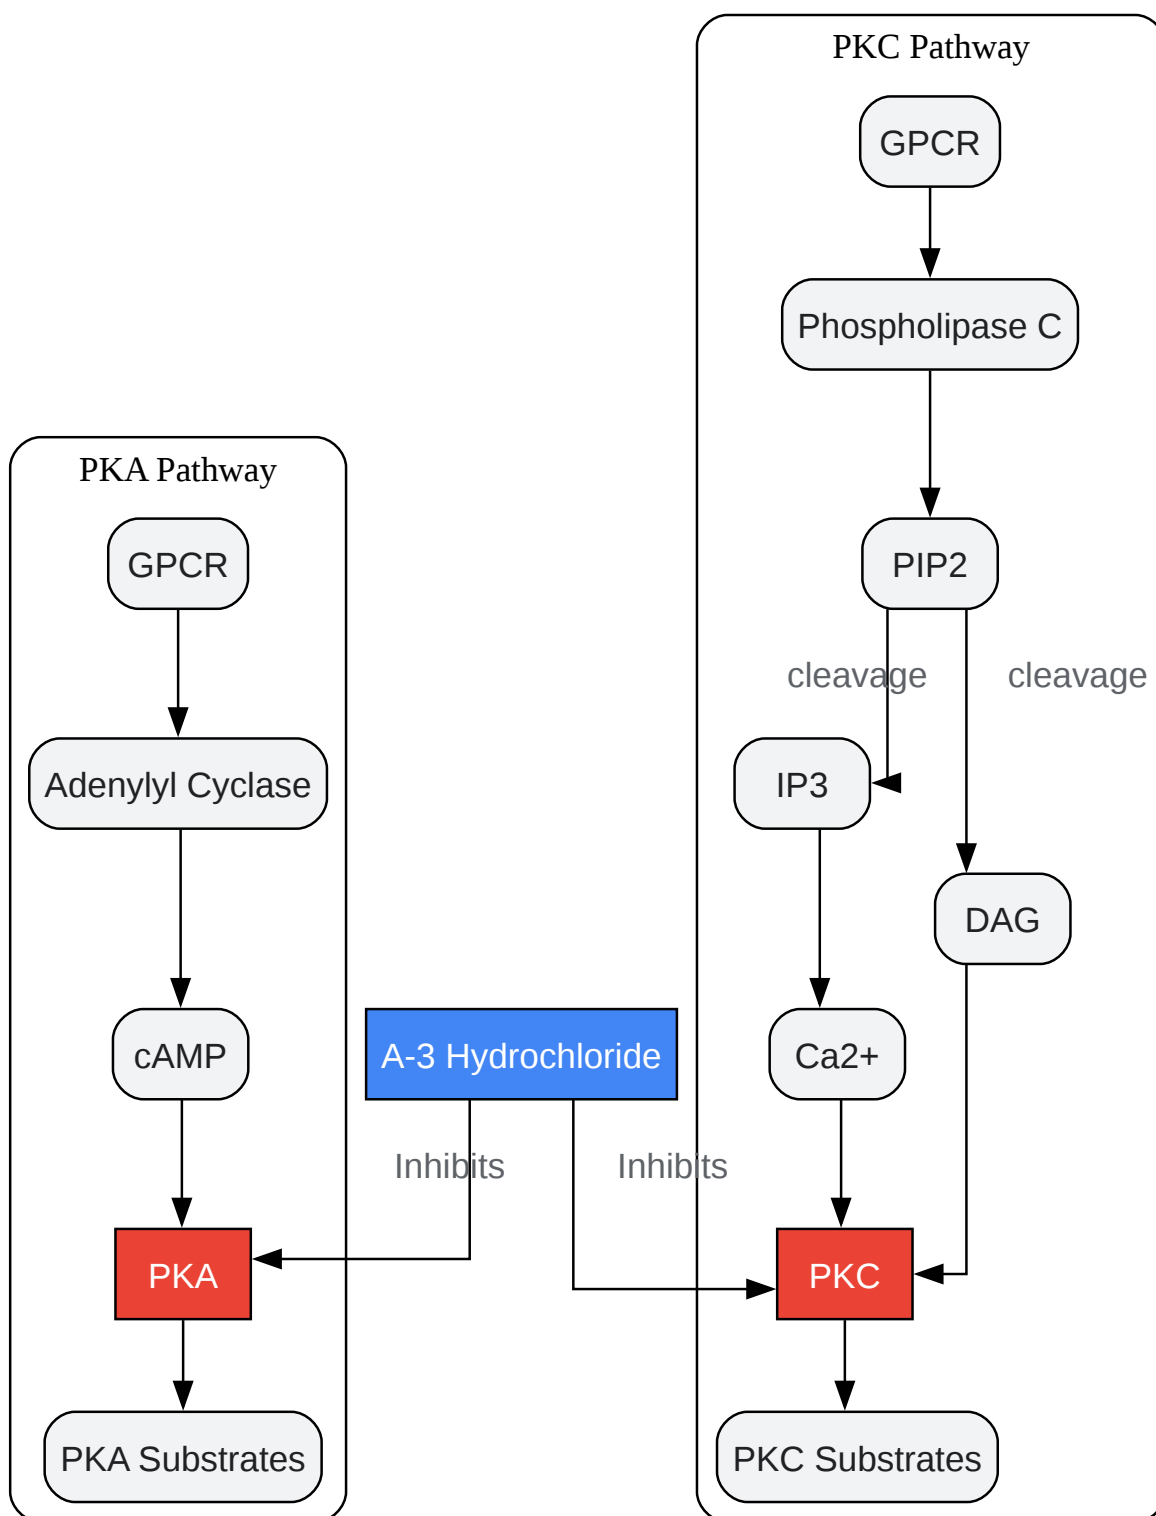 PKC Pathway
GPCR
Phospholipase C
PKA Pathway
GPCR
PIP2
cleavage
cleavage
Adenylyl Cyclase
IP3
DAG
cAMP
A-3 Hydrochloride
Ca2+
Inhibits
Inhibits
PKA
PKC
PKA Substrates
PKC Substrates